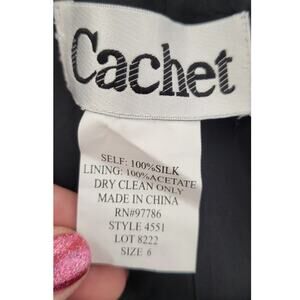 Cachet
SELF: 100%SILK
LINING: 100%ACETATE
DRY CLEAN ONLY
MADE IN CHINA
RN#97786
STYLE 4551
LOT 8222
SIZE 6